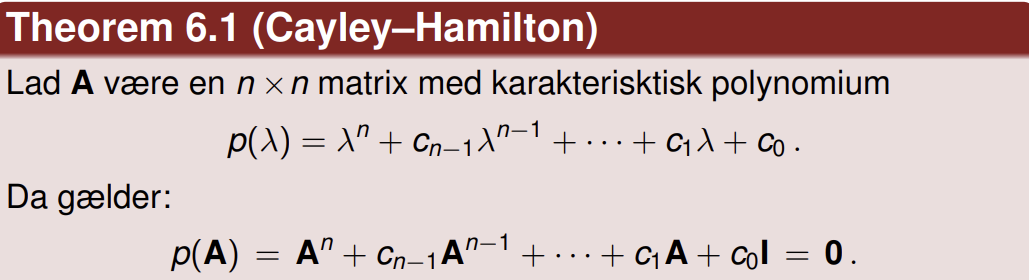 Theorem 6.1 (Cayley–Hamilton)
Lad A være en n × n matrix med karakterisktisk polynomium
p(λ) = λⁿ + cₙ₋₁λⁿ⁻¹ + ··· + c₁λ + c₀ .
Da gælder:
p(A) = Aⁿ + cₙ₋₁Aⁿ⁻¹ + ··· + c₁A + c₀I = 0 .